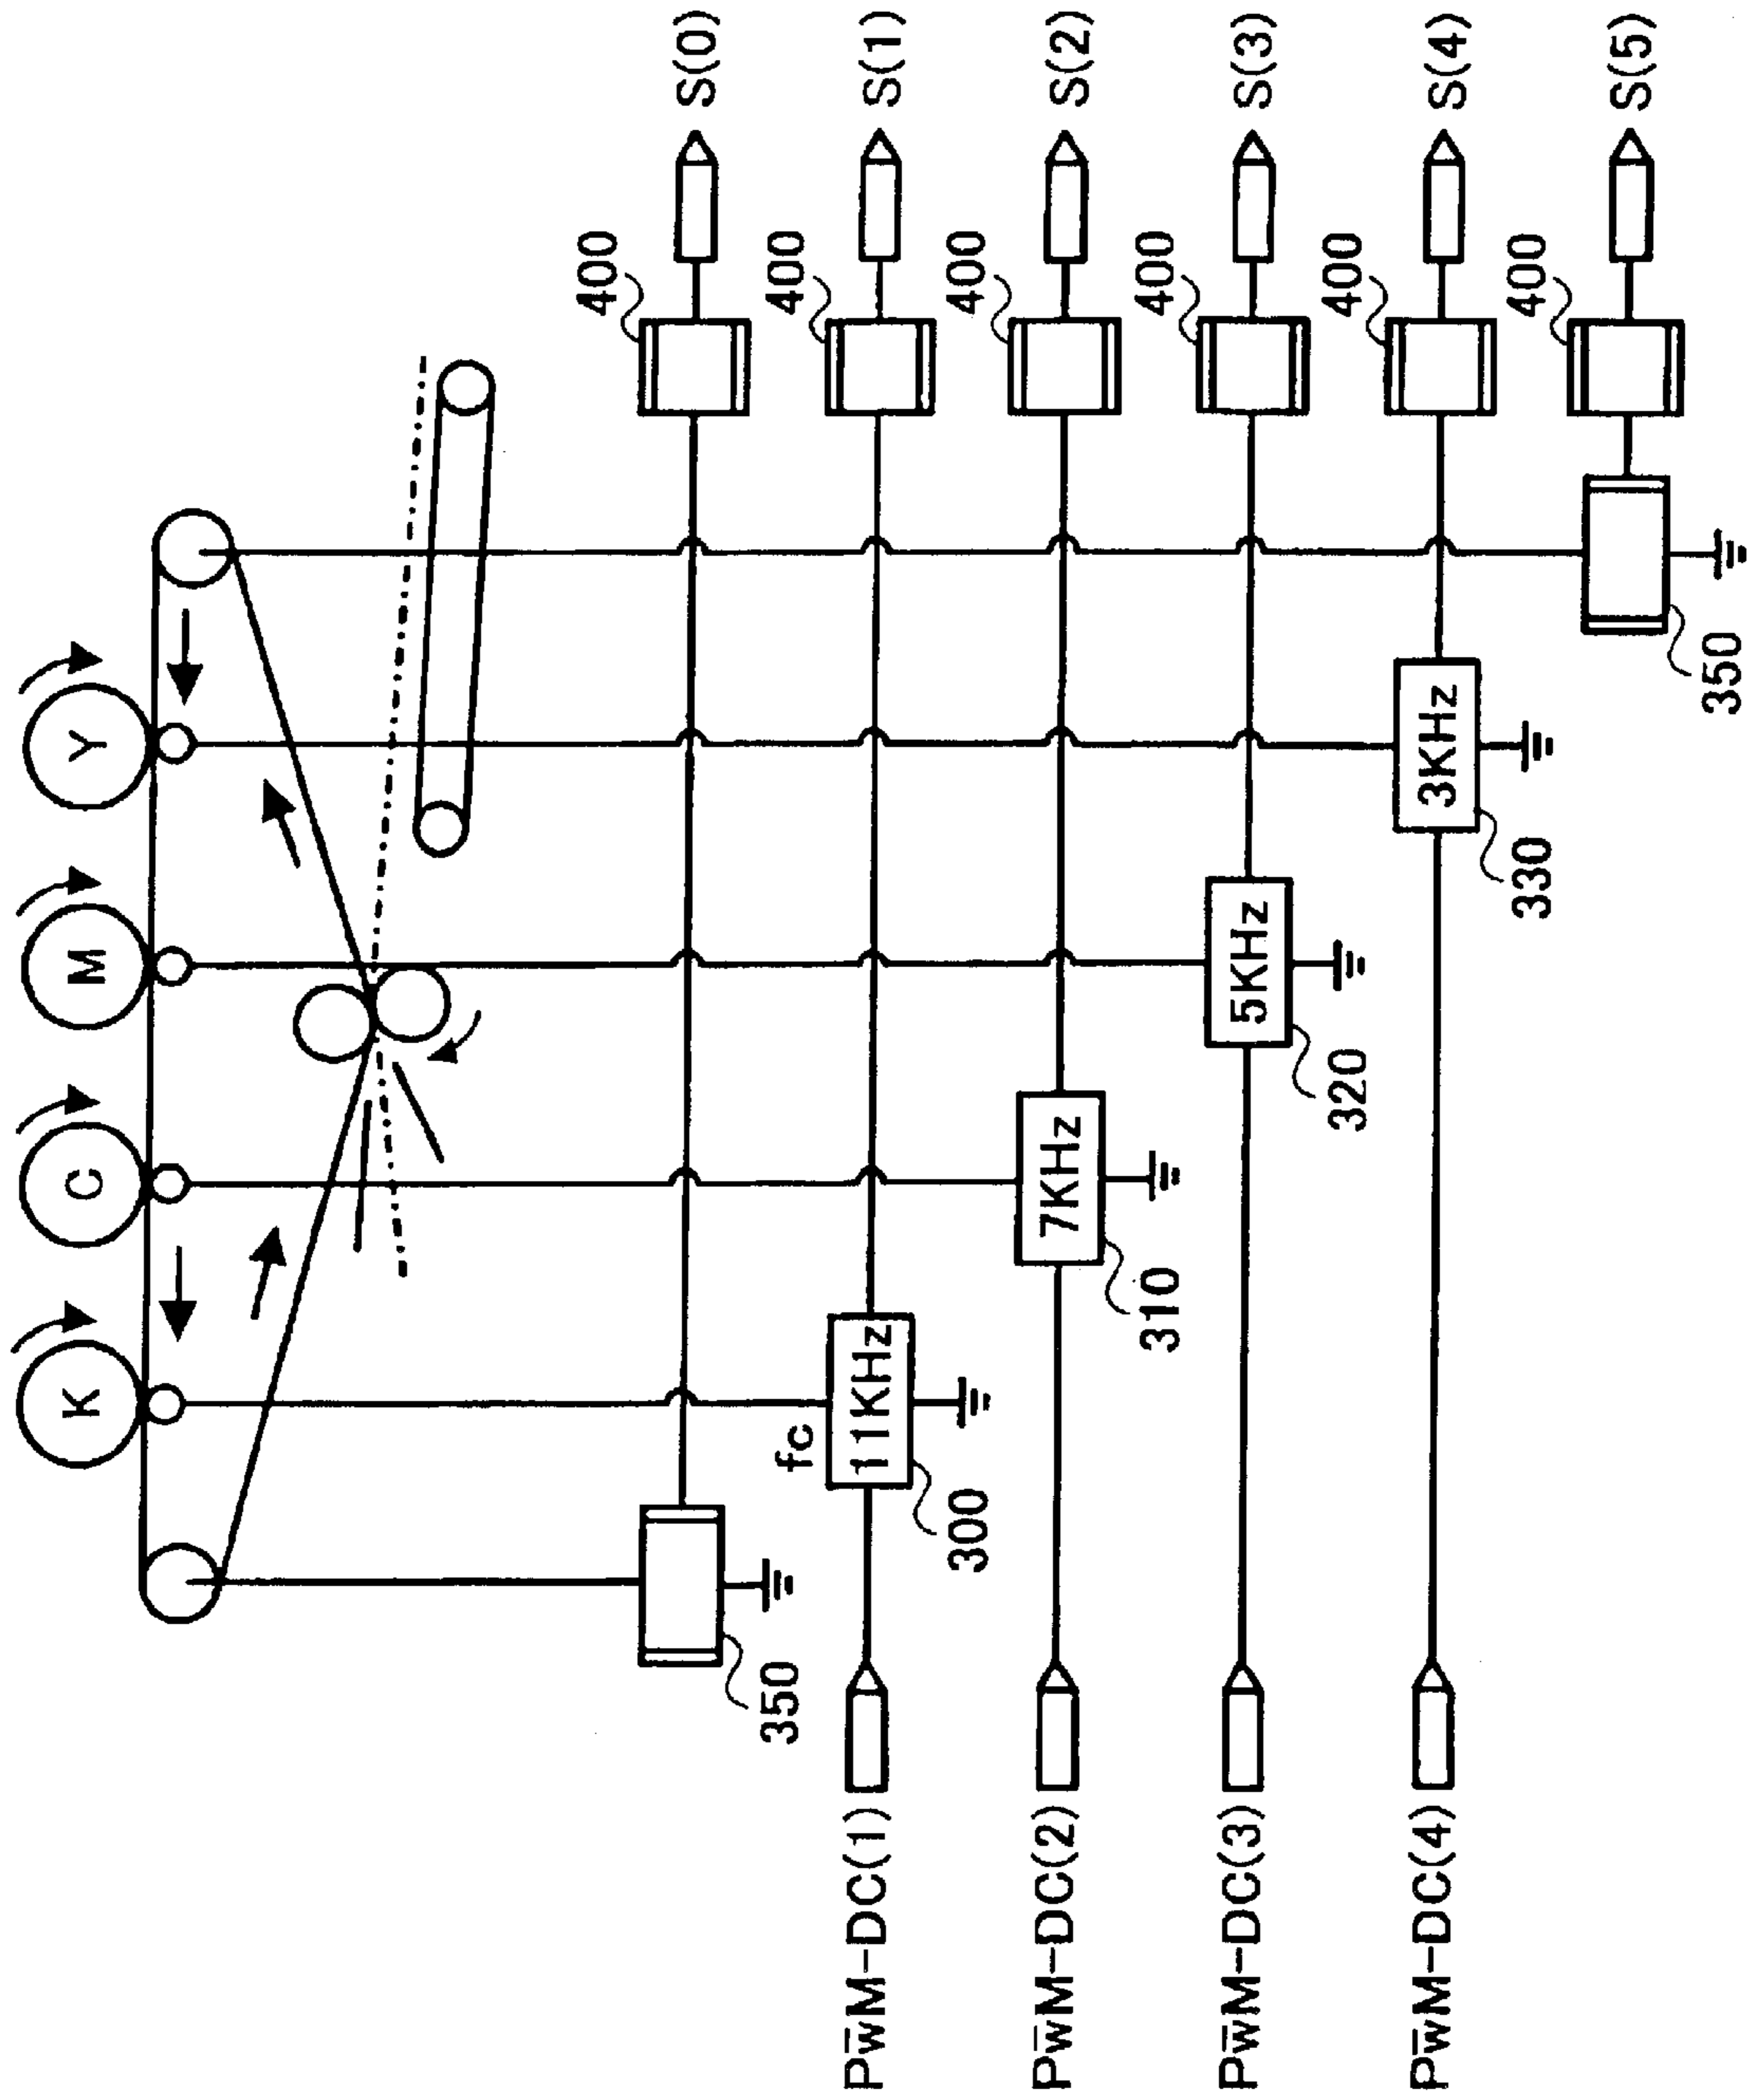 K
C
M
Y
S(0)
S(1)
S(2)
S(3)
S(4)
S(5)
400
400
400
400
400
400
350
fc
11KHz
300
7KHz
310
5KHz
320
3KHz
330
350
PwM-DC(1)
PwM-DC(2)
PwM-DC(3)
PwM-DC(4)